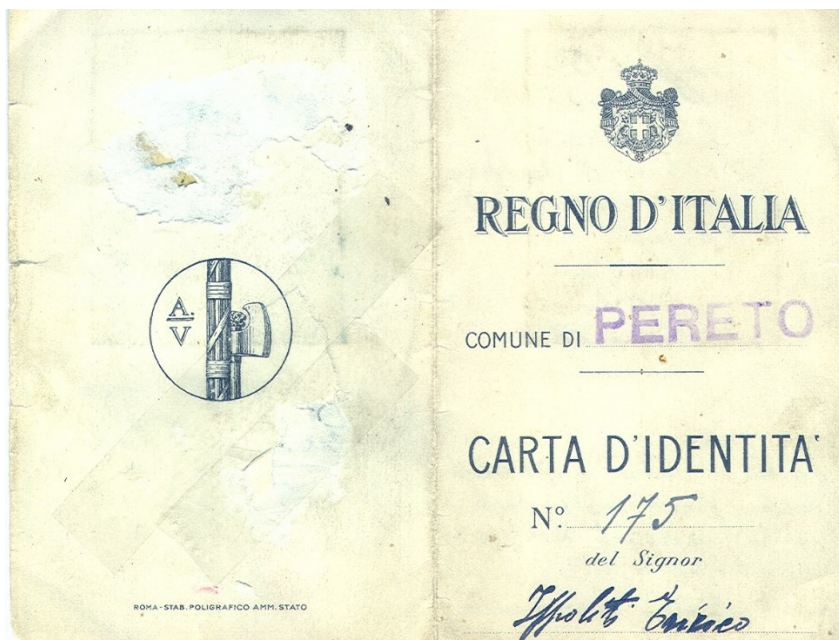 A.
V
ROMA-STAB. POLIGRAFICO AMM. STATO
REGNO D'ITALIA
COMUNE DI PERETO
CARTA D'IDENTITA'
N.º 175
del Signor
Ippoliti Enrico